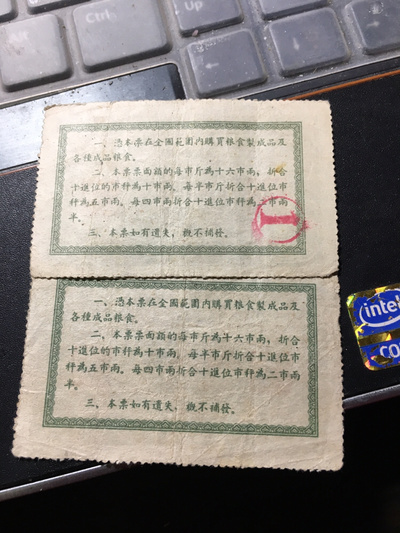 Alt
Ctrl
一、憑本票在全國範圍內購買粮食製成品及
各種成品粮食。
二、本票票面額的每市斤為十六市兩，折合
十進位的市秤為十市兩。每半市斤折合十進位市
秤為五市兩。每四市兩折合十進位市秤為二市兩
半。
三、本票如有遺失，概不補發。
一、憑本票在全國範圍內購買粮食製成品及
各種成品粮食。
二、本票票面額的每市斤為十六市兩，折合
十進位的市秤為十市兩。每半市斤折合十進位市
秤為五市兩。每四市兩折合十進位市秤為二市兩
半。
三、本票如有遺失，概不補發。
intel